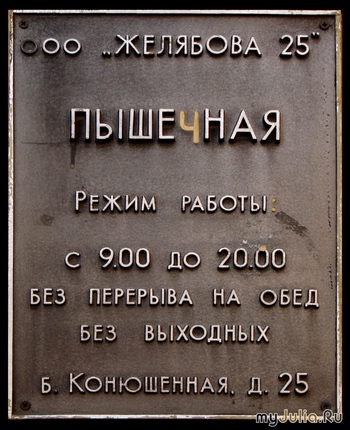 ООО „ЖЕЛЯБОВА 25"
ПЫШЕЧНАЯ
РЕЖИМ РАБОТЫ:
С 9.00 ДО 20.00
БЕЗ ПЕРЕРЫВА НА ОБЕД
БЕЗ ВЫХОДНЫХ
Б. КОНЮШЕННАЯ, Д. 25
myJulia.Ru